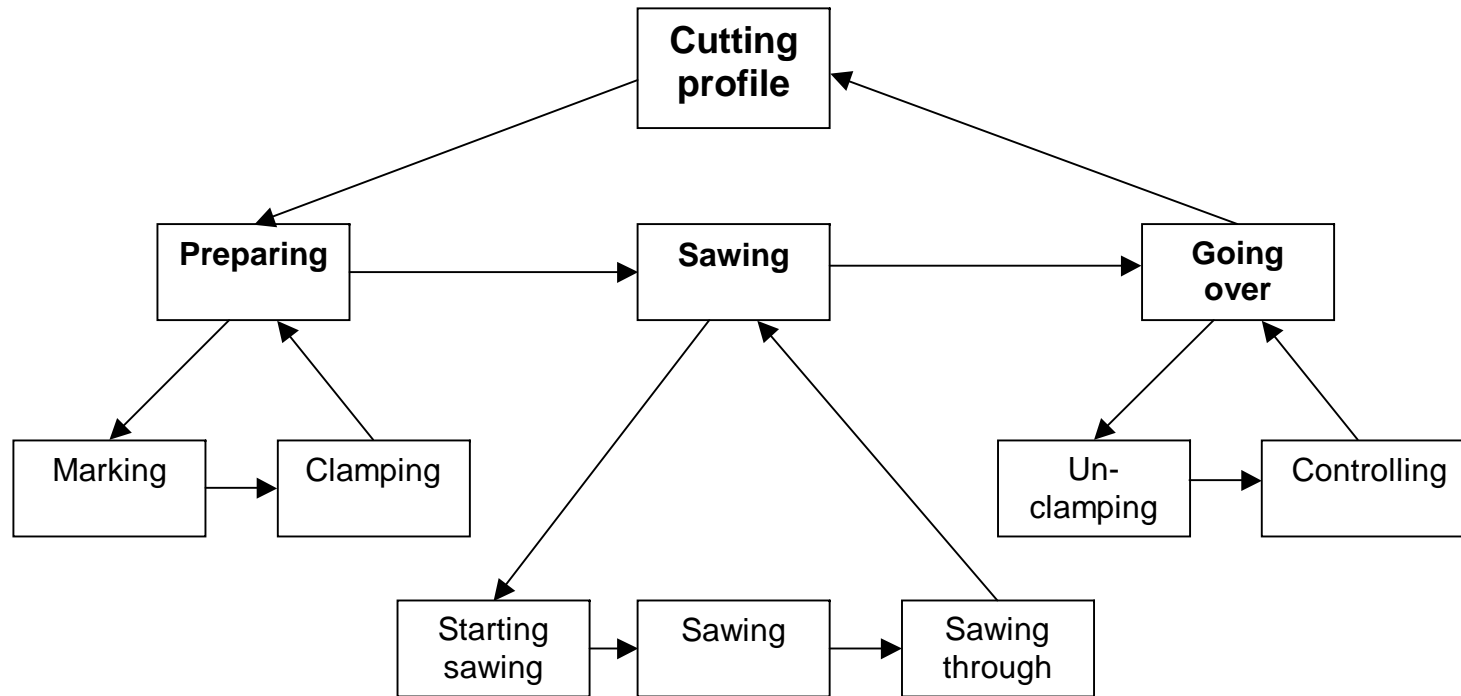 Cutting
profile
Preparing
Sawing
Going
over
Marking
Clamping
Un-
clamping
Controlling
Starting
sawing
Sawing
Sawing
through